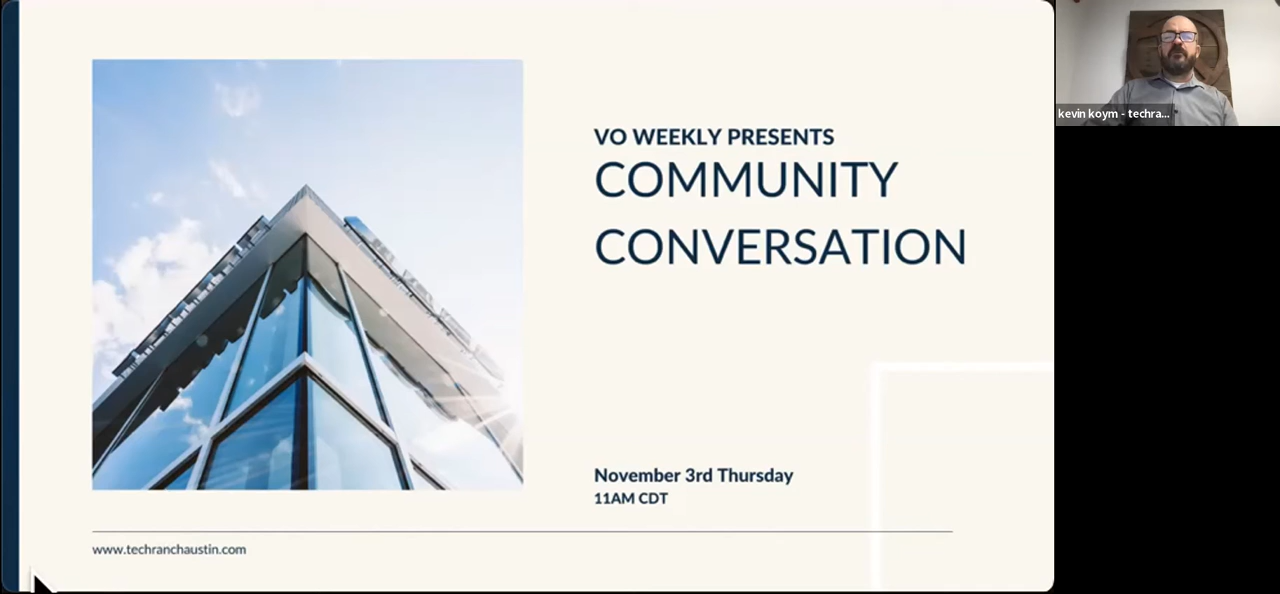 VO WEEKLY PRESENTS
COMMUNITY
CONVERSATION
November 3rd Thursday
11AM CDT
www.techranchaustin.com
kevin koym - techra...